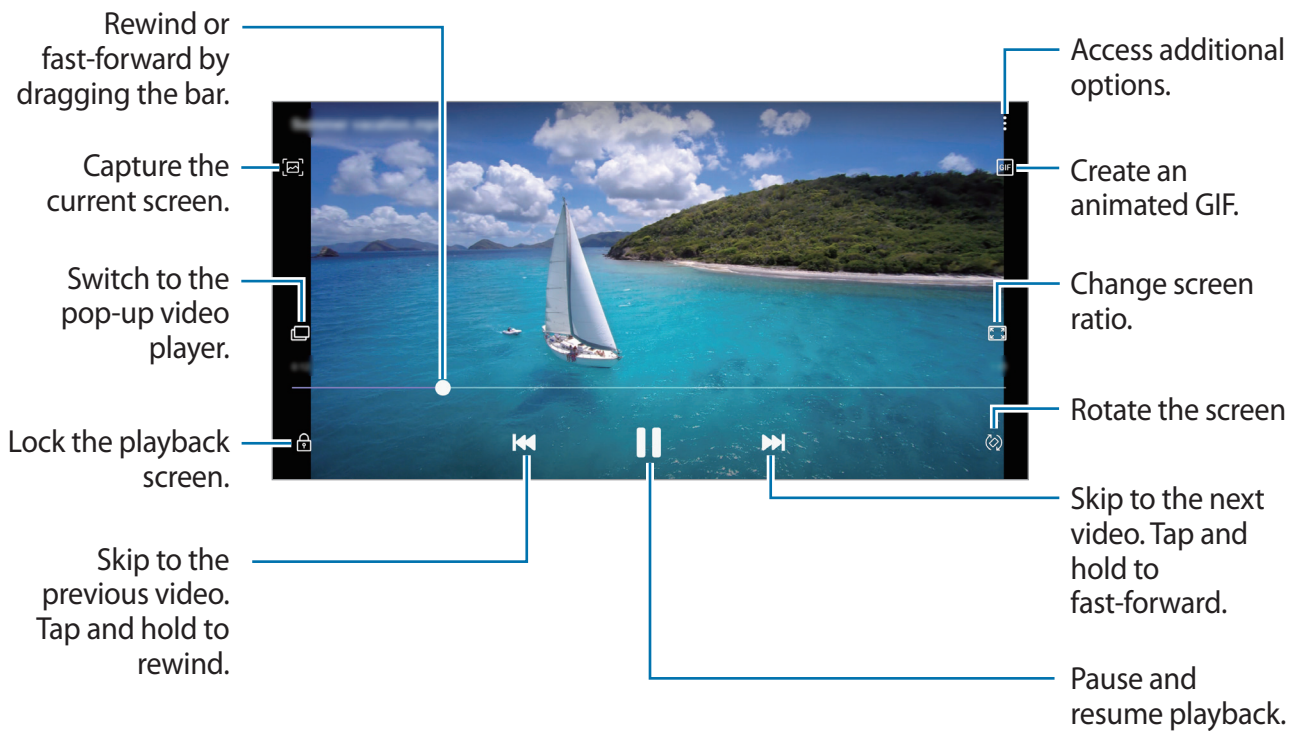 Rewind or
fast-forward by
dragging the bar.
Capture the
current screen.
Switch to the
pop-up video
player.
Lock the playback
screen.
Skip to the
previous video.
Tap and hold to
rewind.
Access additional
options.
GIF
Create an
animated GIF.
Change screen
ratio.
Rotate the screen
Skip to the next
video. Tap and
hold to
fast-forward.
Pause and
resume playback.